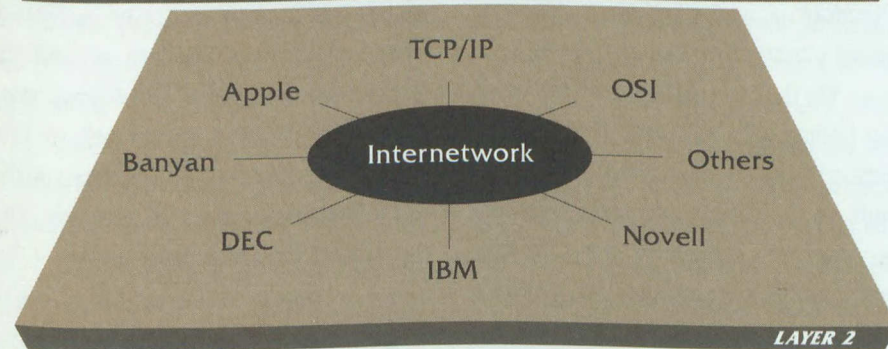 TCP/IP
Apple
OSI
Banyan
Internetwork
Others
DEC
Novell
IBM
LAYER 2